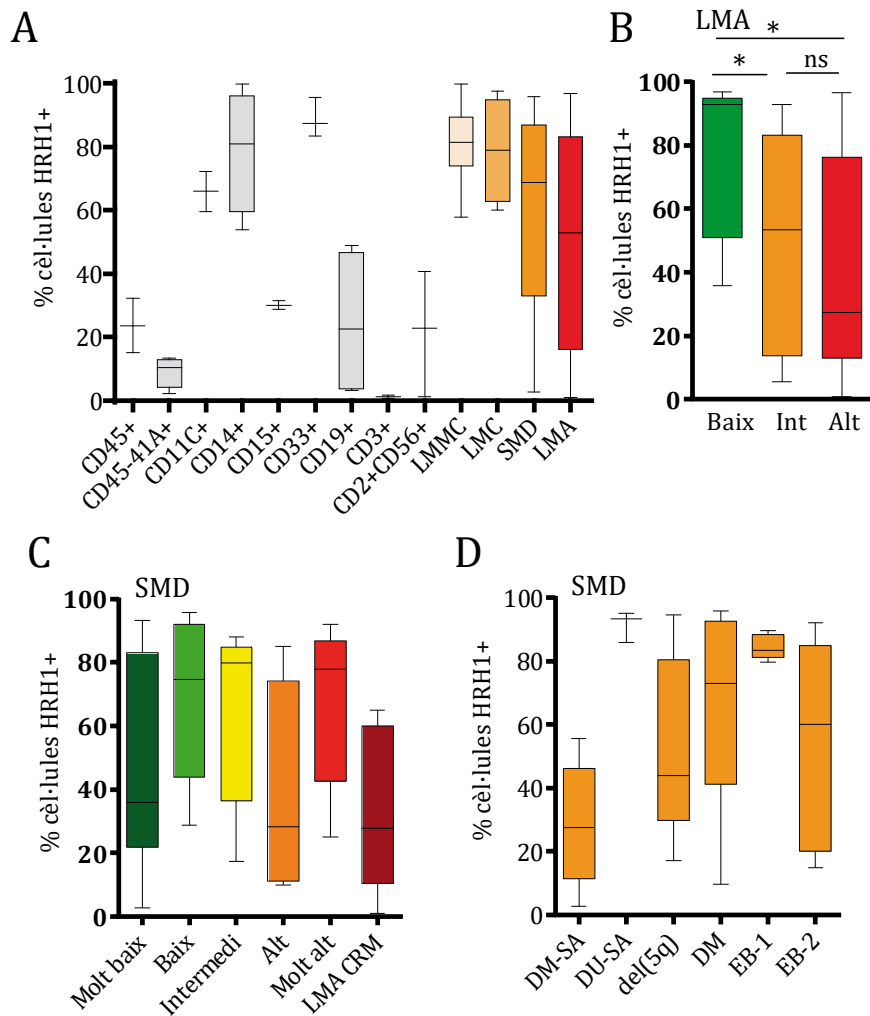 A
% cèl·lules HRH1+
100
80
60
40
20
0
CD45+
CD45-41A+
CD11C+
CD14+
CD15+
CD33+
CD19+
CD3+
CD2+CD56+
LMMC
LMC
SMD
LMA
B
LMA
*
*
ns
% cèl·lules HRH1+
100
80
60
40
20
0
Baix Int Alt
C
SMD
% cèl·lules HRH1+
100
80
60
40
20
0
Molt baix
Baix
Intermedi
Alt
Molt alt
LMA CRM
D
SMD
% cèl·lules HRH1+
100
80
60
40
20
0
DM-SA
DU-SA
del(5q)
DM
EB-1
EB-2